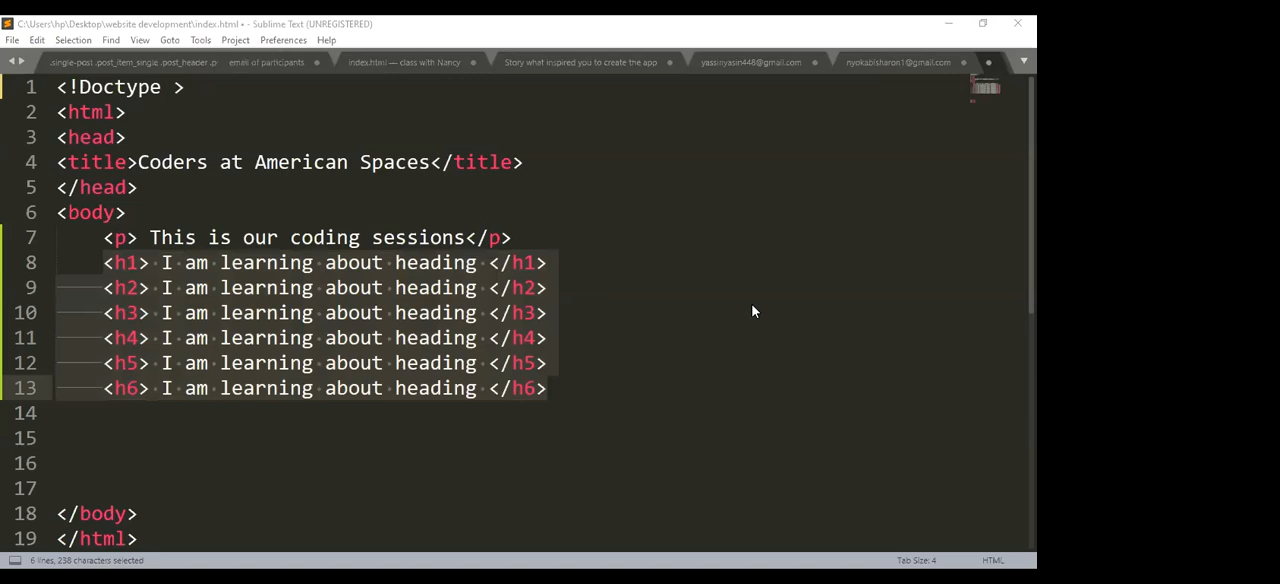 C:\Users\hp\Desktop\website development\index.html • - Sublime Text (UNREGISTERED)
File Edit Selection Find View Goto Tools Project Preferences Help
.single-post .post_item_single .post_header .p email of participants index.html — class with Nancy Story what inspired you to create the app yassinyasin448@gmail.com nyokabisharon1@gmail.com
1 <!Doctype >
2 <html>
3 <head>
4 <title>Coders at American Spaces</title>
5 </head>
6 <body>
7 <p> This is our coding sessions</p>
8 <h1> I am learning about heading </h1>
9 <h2> I am learning about heading </h2>
10 <h3> I am learning about heading </h3>
11 <h4> I am learning about heading </h4>
12 <h5> I am learning about heading </h5>
13 <h6> I am learning about heading </h6>
14
15
16
17
18 </body>
19 </html>
6 lines, 238 characters selected Tab Size: 4 HTML